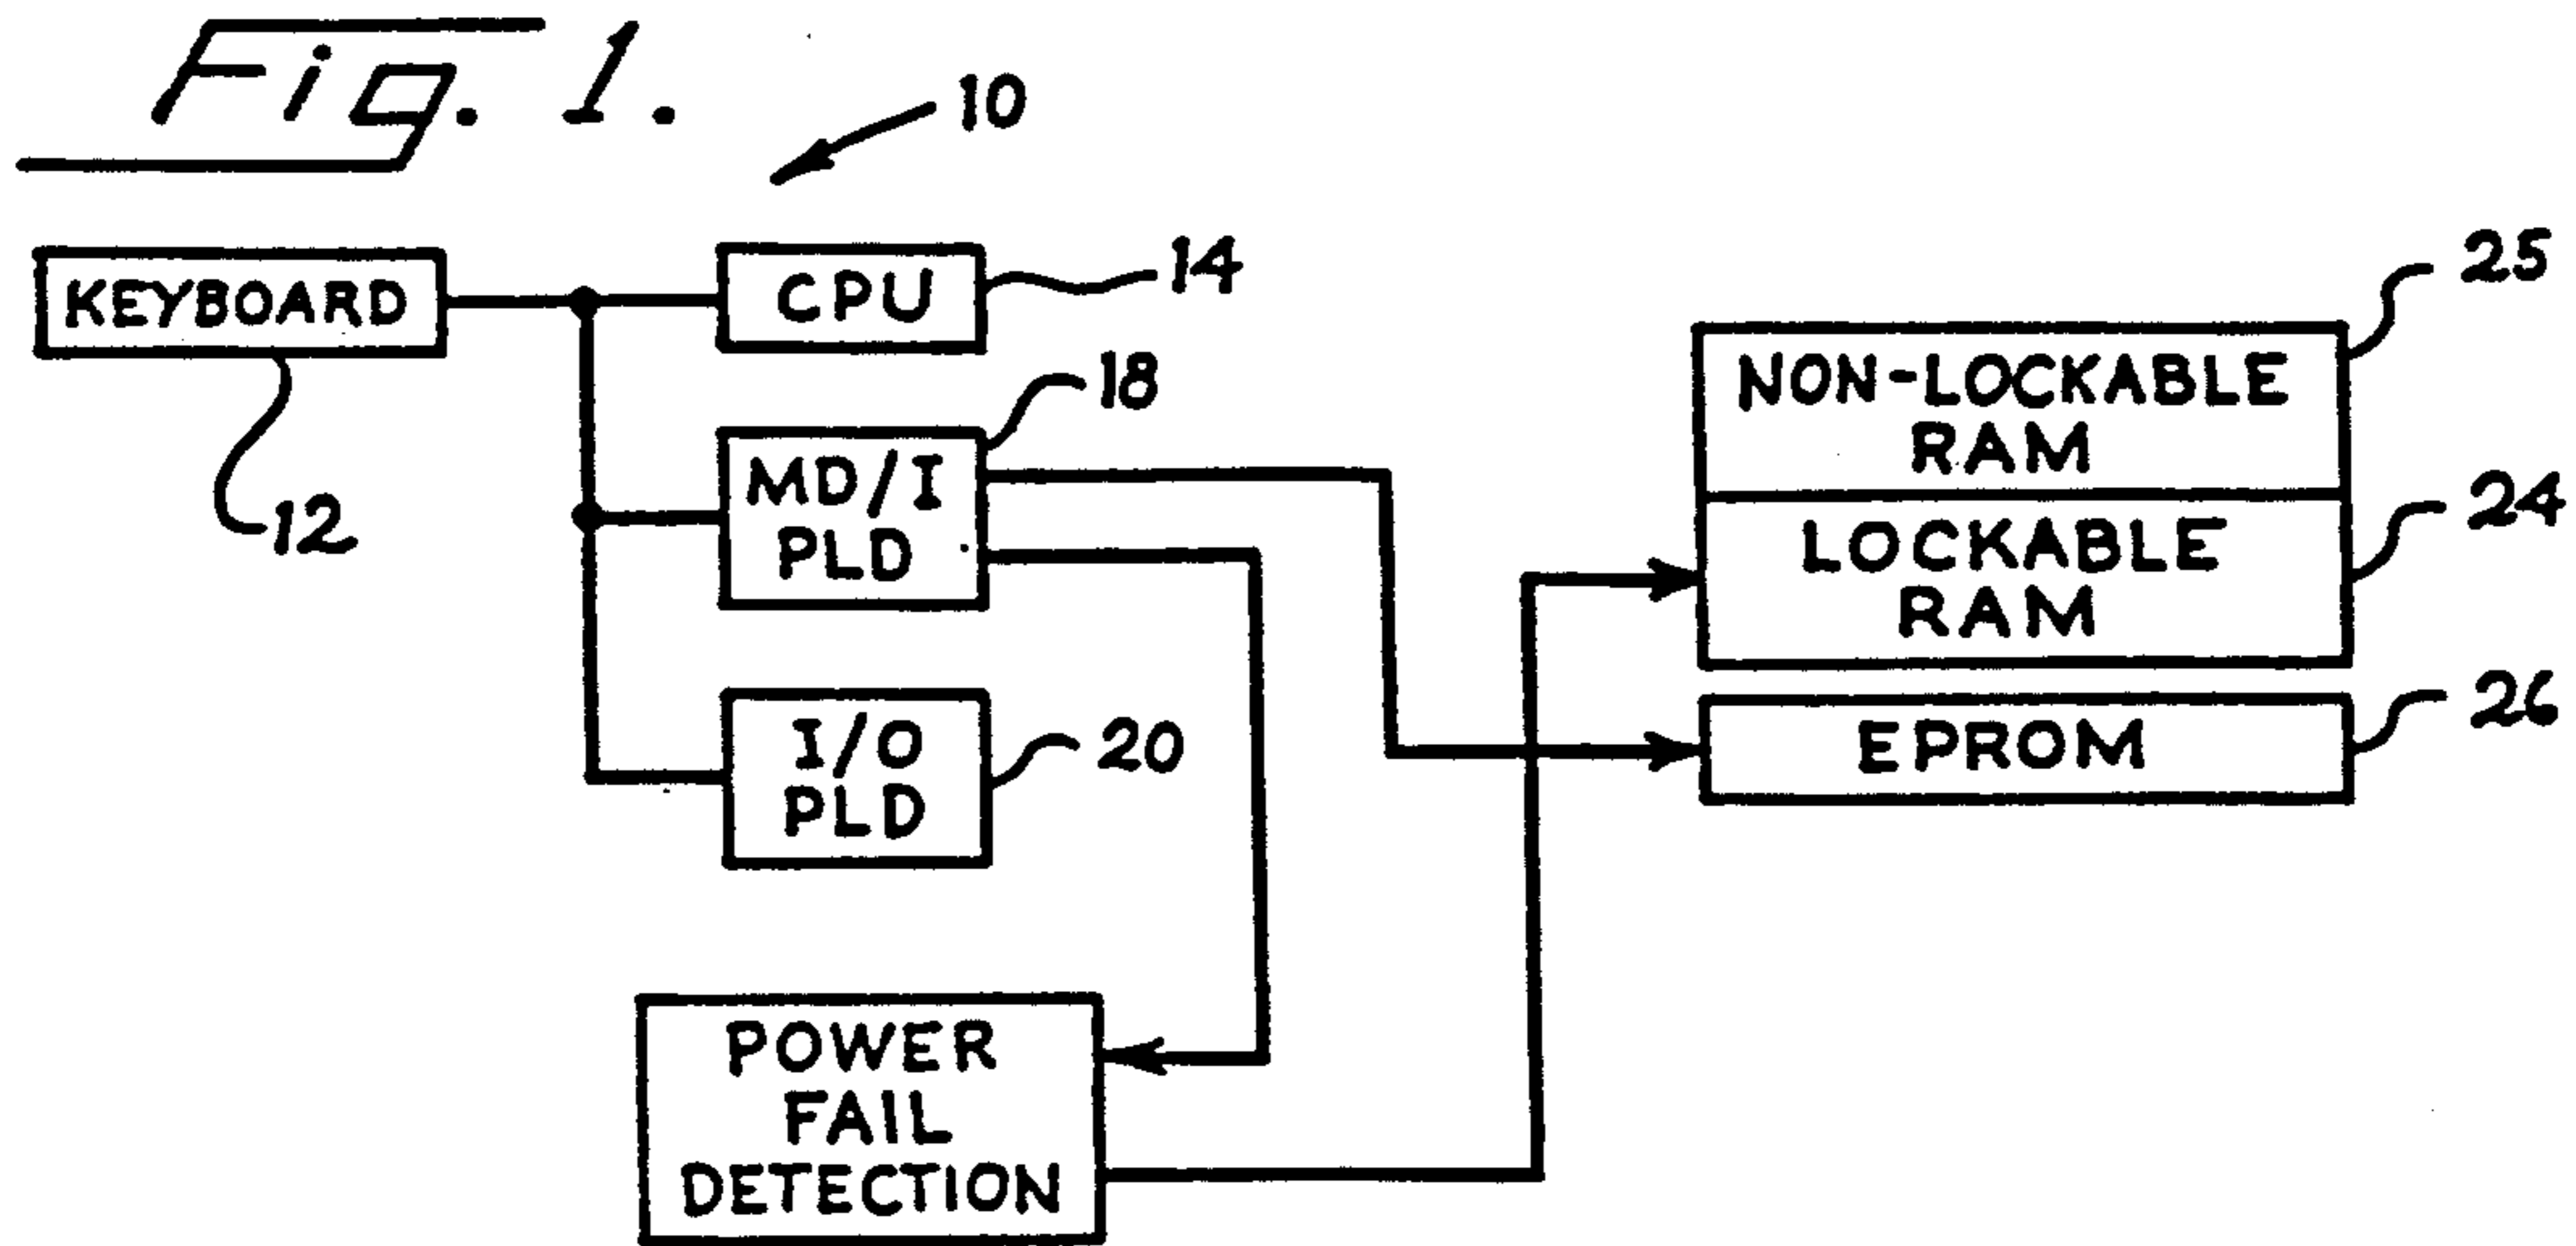 Fig. 1.
10
KEYBOARD
12
CPU
14
MD/I
PLD
18
I/O
PLD
20
POWER
FAIL
DETECTION
NON-LOCKABLE
RAM
25
LOCKABLE
RAM
24
EPROM
26